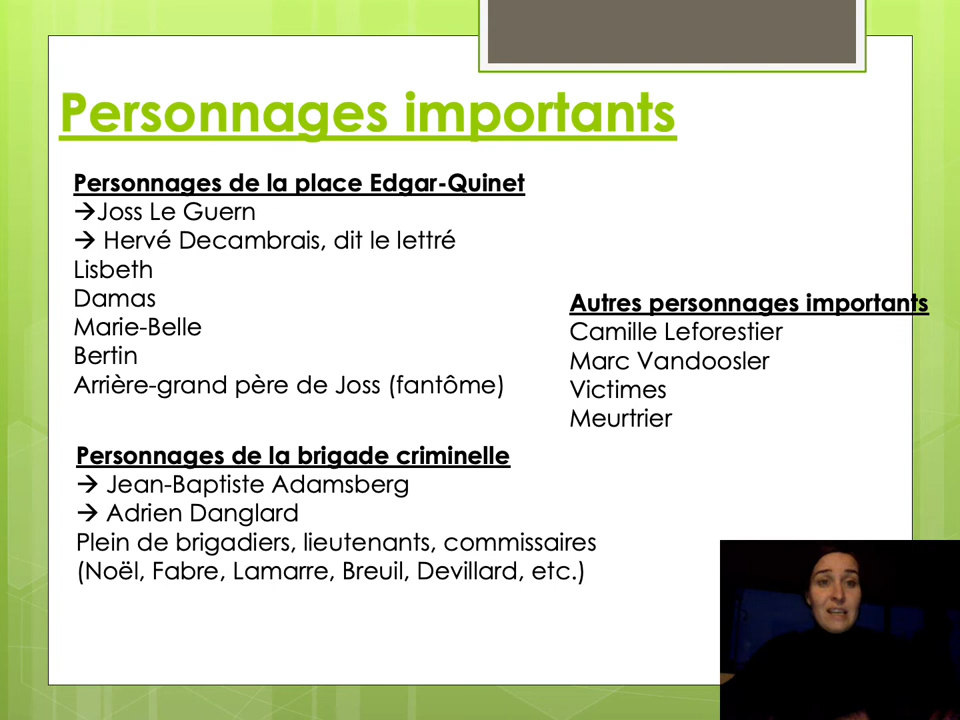 Personnages importants
Personnages de la place Edgar-Quinet
→Joss Le Guern
→ Hervé Decambrais, dit le lettré
Lisbeth
Damas
Marie-Belle
Bertin
Arrière-grand père de Joss (fantôme)
Autres personnages importants
Camille Leforestier
Marc Vandoosler
Victimes
Meurtrier
Personnages de la brigade criminelle
→ Jean-Baptiste Adamsberg
→ Adrien Danglard
Plein de brigadiers, lieutenants, commissaires
(Noël, Fabre, Lamarre, Breuil, Devillard, etc.)